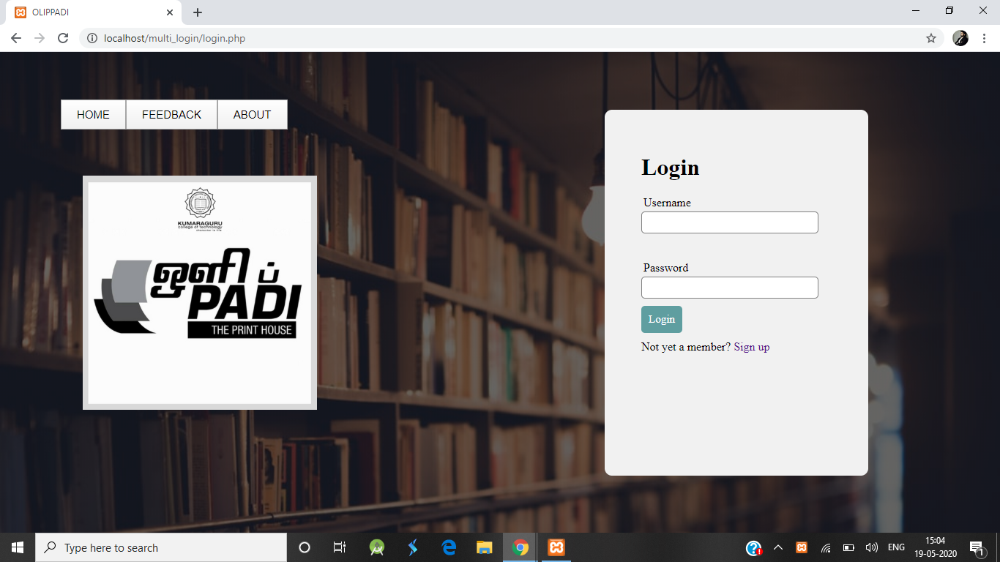 OLIPPADI
localhost/multi_login/login.php
HOME
FEEDBACK
ABOUT
KUMARAGURU
college of technology
character is life
ஒளிப்
PADI
THE PRINT HOUSE
Login
Username
Password
Login
Not yet a member? Sign up
Type here to search
ENG
15:04
19-05-2020
1